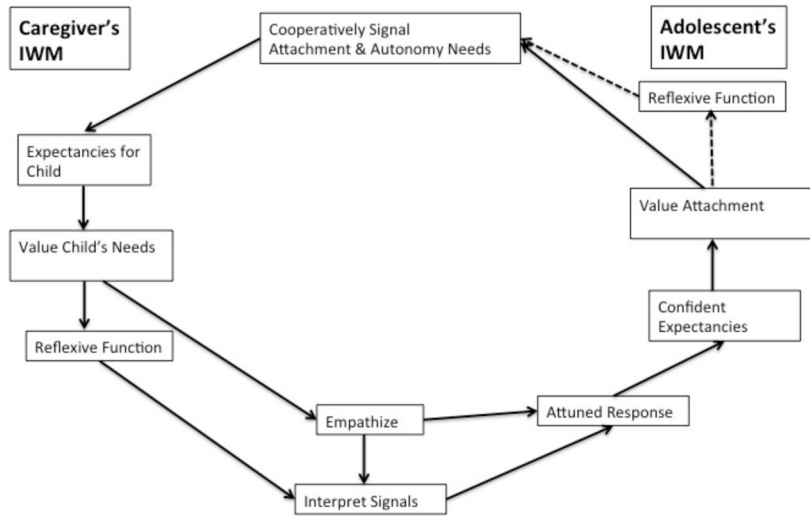 Caregiver's
IWM
Cooperatively Signal
Attachment & Autonomy Needs
Adolescent's
IWM
Reflexive Function
Expectancies for
Child
Value Attachment
Value Child's Needs
Confident
Expectancies
Reflexive Function
Empathize
Attuned Response
Interpret Signals